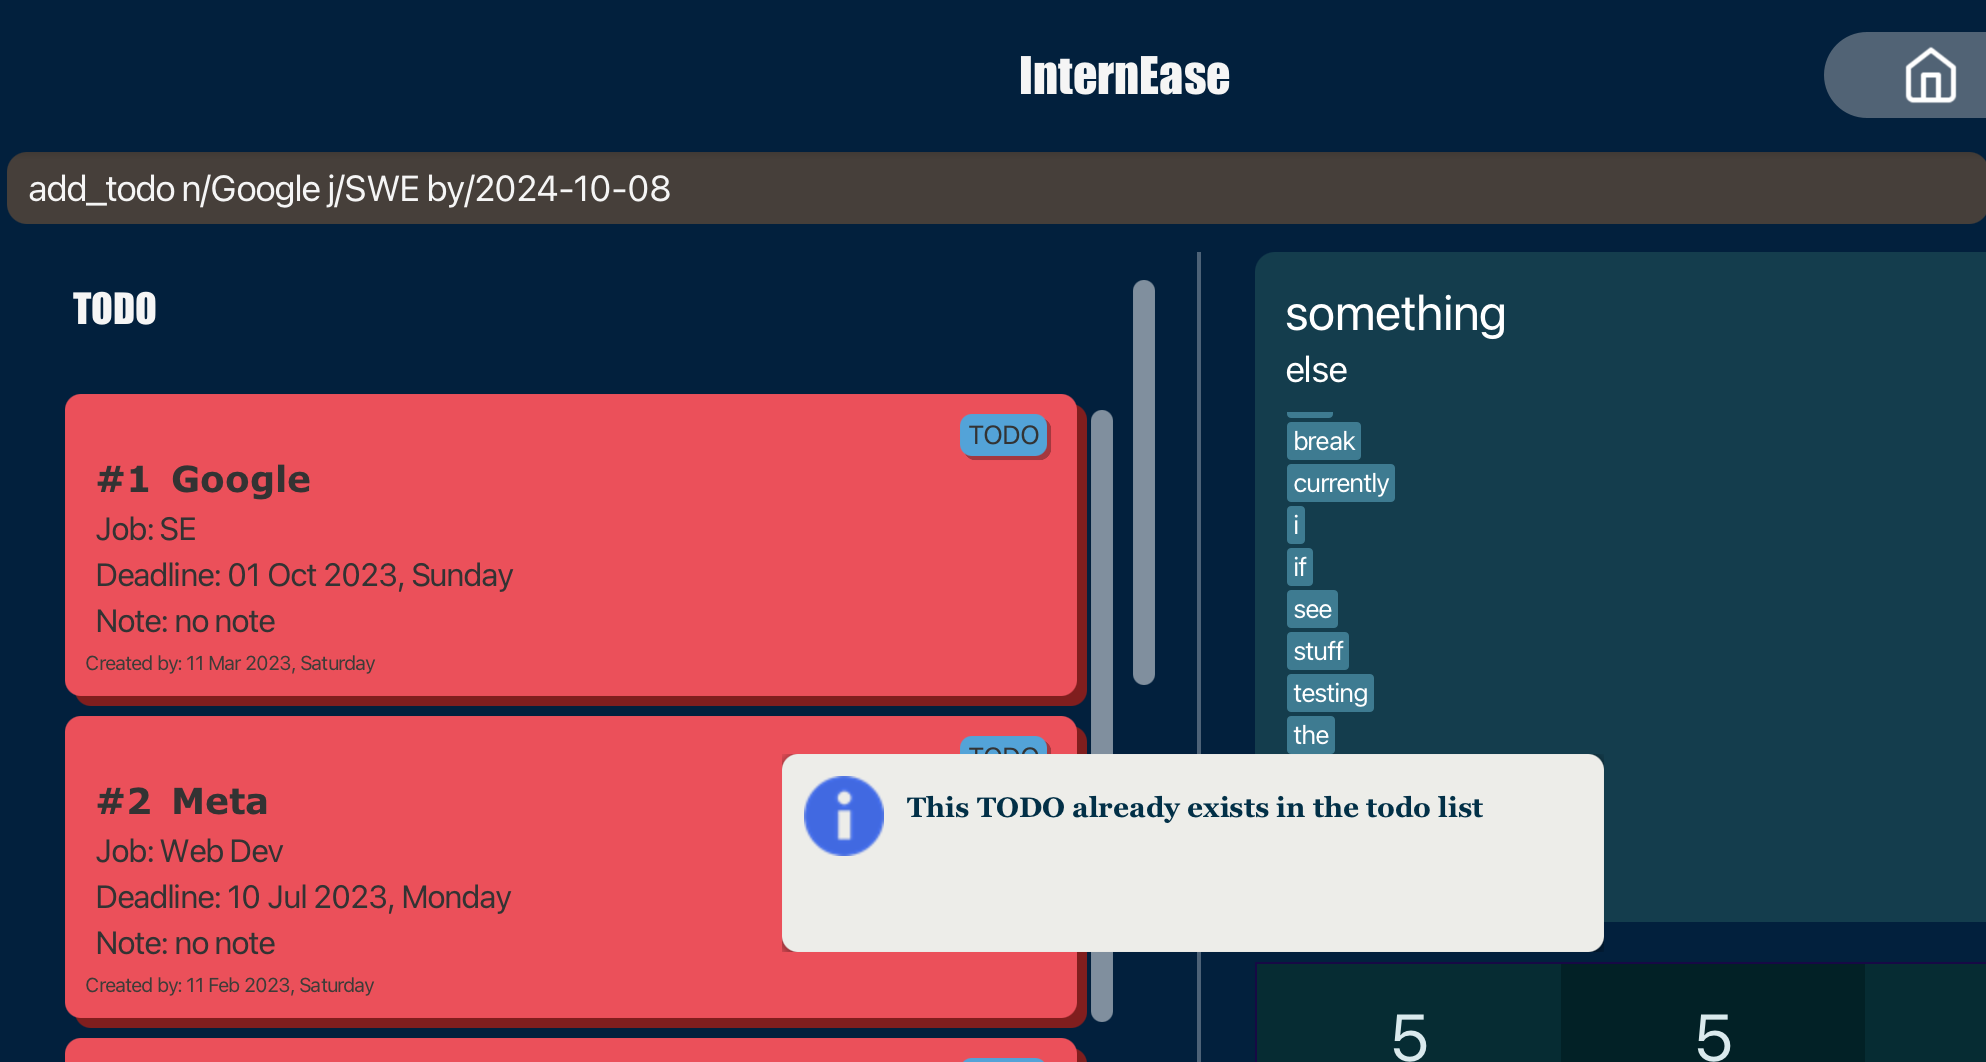 InternEase
add_todo n/Google j/SWE by/2024-10-08
TODO
TODO
#1 Google
Job: SE
Deadline: 01 Oct 2023, Sunday
Note: no note
Created by: 11 Mar 2023, Saturday
TODO
#2 Meta
Job: Web Dev
Deadline: 10 Jul 2023, Monday
Note: no note
Created by: 11 Feb 2023, Saturday
something
else
break
currently
i
if
see
stuff
testing
the
This TODO already exists in the todo list
5
5